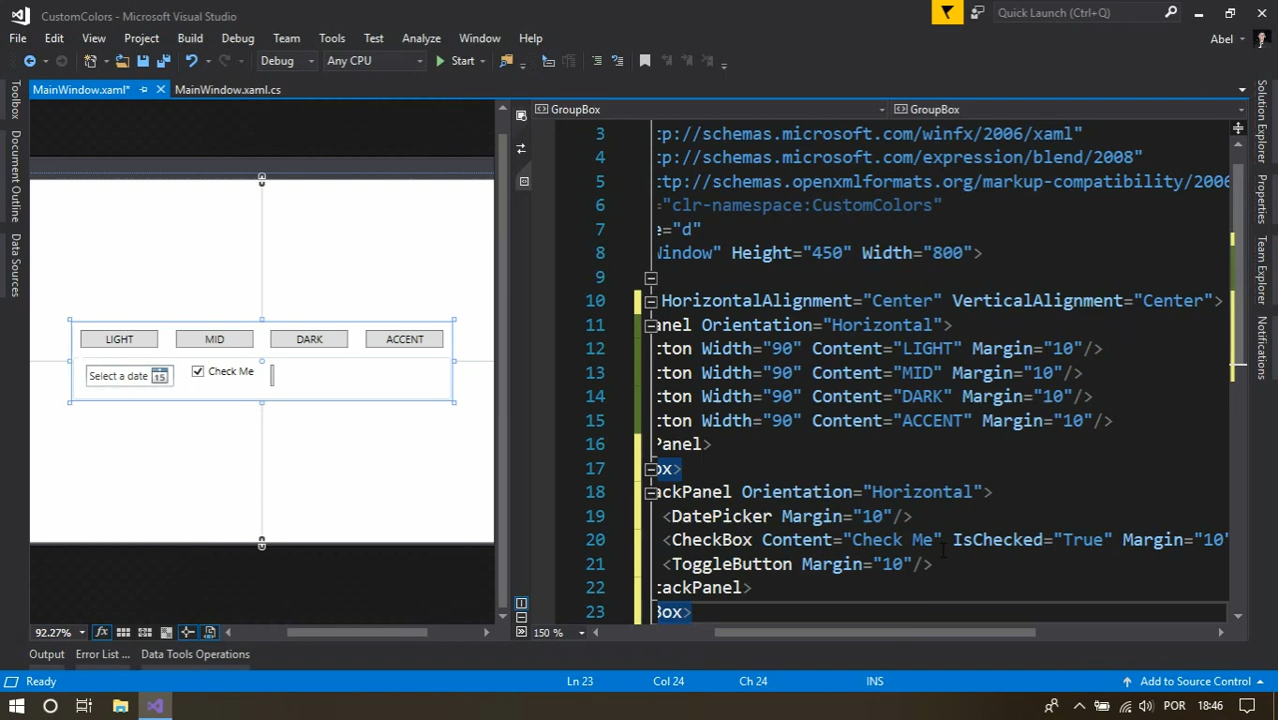 CustomColors - Microsoft Visual Studio
Quick Launch (Ctrl+Q)
File Edit View Project Build Debug Team Tools Test Analyze Window Help
Abel
Debug Any CPU Start
MainWindow.xaml* MainWindow.xaml.cs
GroupBox GroupBox
Toolbox
Document Outline
Data Sources
LIGHT MID DARK ACCENT
Select a date 15 Check Me
3 tp://schemas.microsoft.com/winfx/2006/xaml"
4 tp://schemas.microsoft.com/expression/blend/2008"
5 ttp://schemas.openxmlformats.org/markup-compatibility/2006
6 ="clr-namespace:CustomColors"
7 e="d"
8 Window" Height="450" Width="800">
9
10 HorizontalAlignment="Center" VerticalAlignment="Center">
11 anel Orientation="Horizontal">
12 tton Width="90" Content="LIGHT" Margin="10"/>
13 tton Width="90" Content="MID" Margin="10"/>
14 tton Width="90" Content="DARK" Margin="10"/>
15 tton Width="90" Content="ACCENT" Margin="10"/>
16 Panel>
17 ox>
18 ackPanel Orientation="Horizontal">
19 <DatePicker Margin="10"/>
20 <CheckBox Content="Check Me" IsChecked="True" Margin="10"
21 <ToggleButton Margin="10"/>
22 tackPanel>
23 Box>
Solution Explorer
Properties
Team Explorer
Notifications
92.27% fx
150 %
Output Error List ... Data Tools Operations
Ready Ln 23 Col 24 Ch 24 INS Add to Source Control
POR 18:46